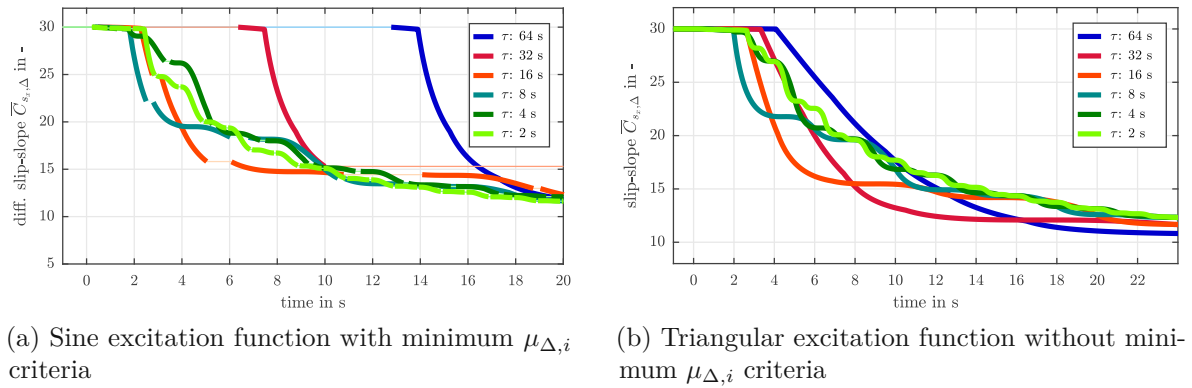 diff. slip-slope C̅sₓ,Δ in -
30
25
20
15
10
5
0
2
4
6
8
10
12
14
16
18
20
time in s
τ: 64 s
τ: 32 s
τ: 16 s
τ: 8 s
τ: 4 s
τ: 2 s
(a) Sine excitation function with minimum μΔ,i
criteria
slip-slope C̅sₓ,Δ in -
30
25
20
15
10
0
2
4
6
8
10
12
14
16
18
20
22
time in s
τ: 64 s
τ: 32 s
τ: 16 s
τ: 8 s
τ: 4 s
τ: 2 s
(b) Triangular excitation function without mini-
mum μΔ,i criteria